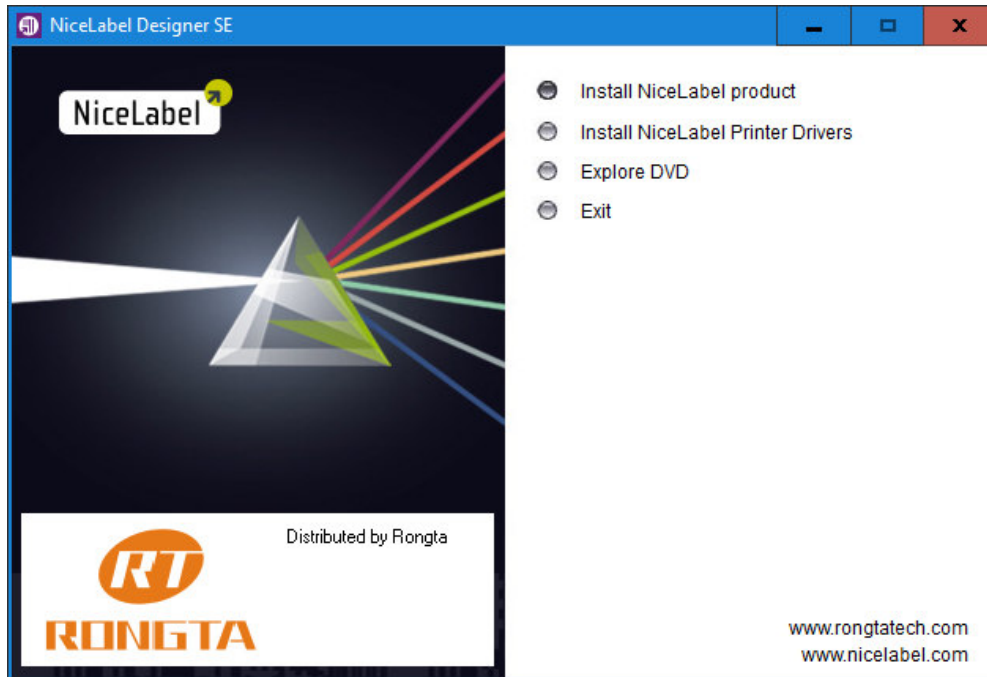 NiceLabel Designer SE
NiceLabel
Install NiceLabel product
Install NiceLabel Printer Drivers
Explore DVD
Exit
Distributed by Rongta
RT
RONGTA
www.rongtatech.com
www.nicelabel.com